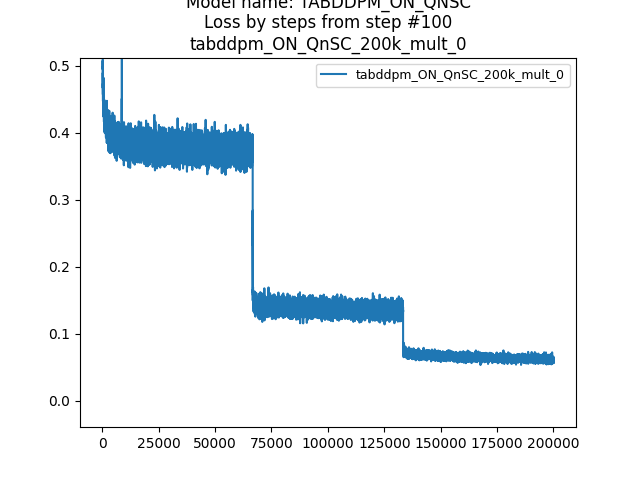 Model name: TABDDPM_ON_QNSC
Loss by steps from step #100
tabddpm_ON_QnSC_200k_mult_0
tabddpm_ON_QnSC_200k_mult_0
0.5
0.4
0.3
0.2
0.1
0.0
0 25000 50000 75000 100000 125000 150000 175000 200000